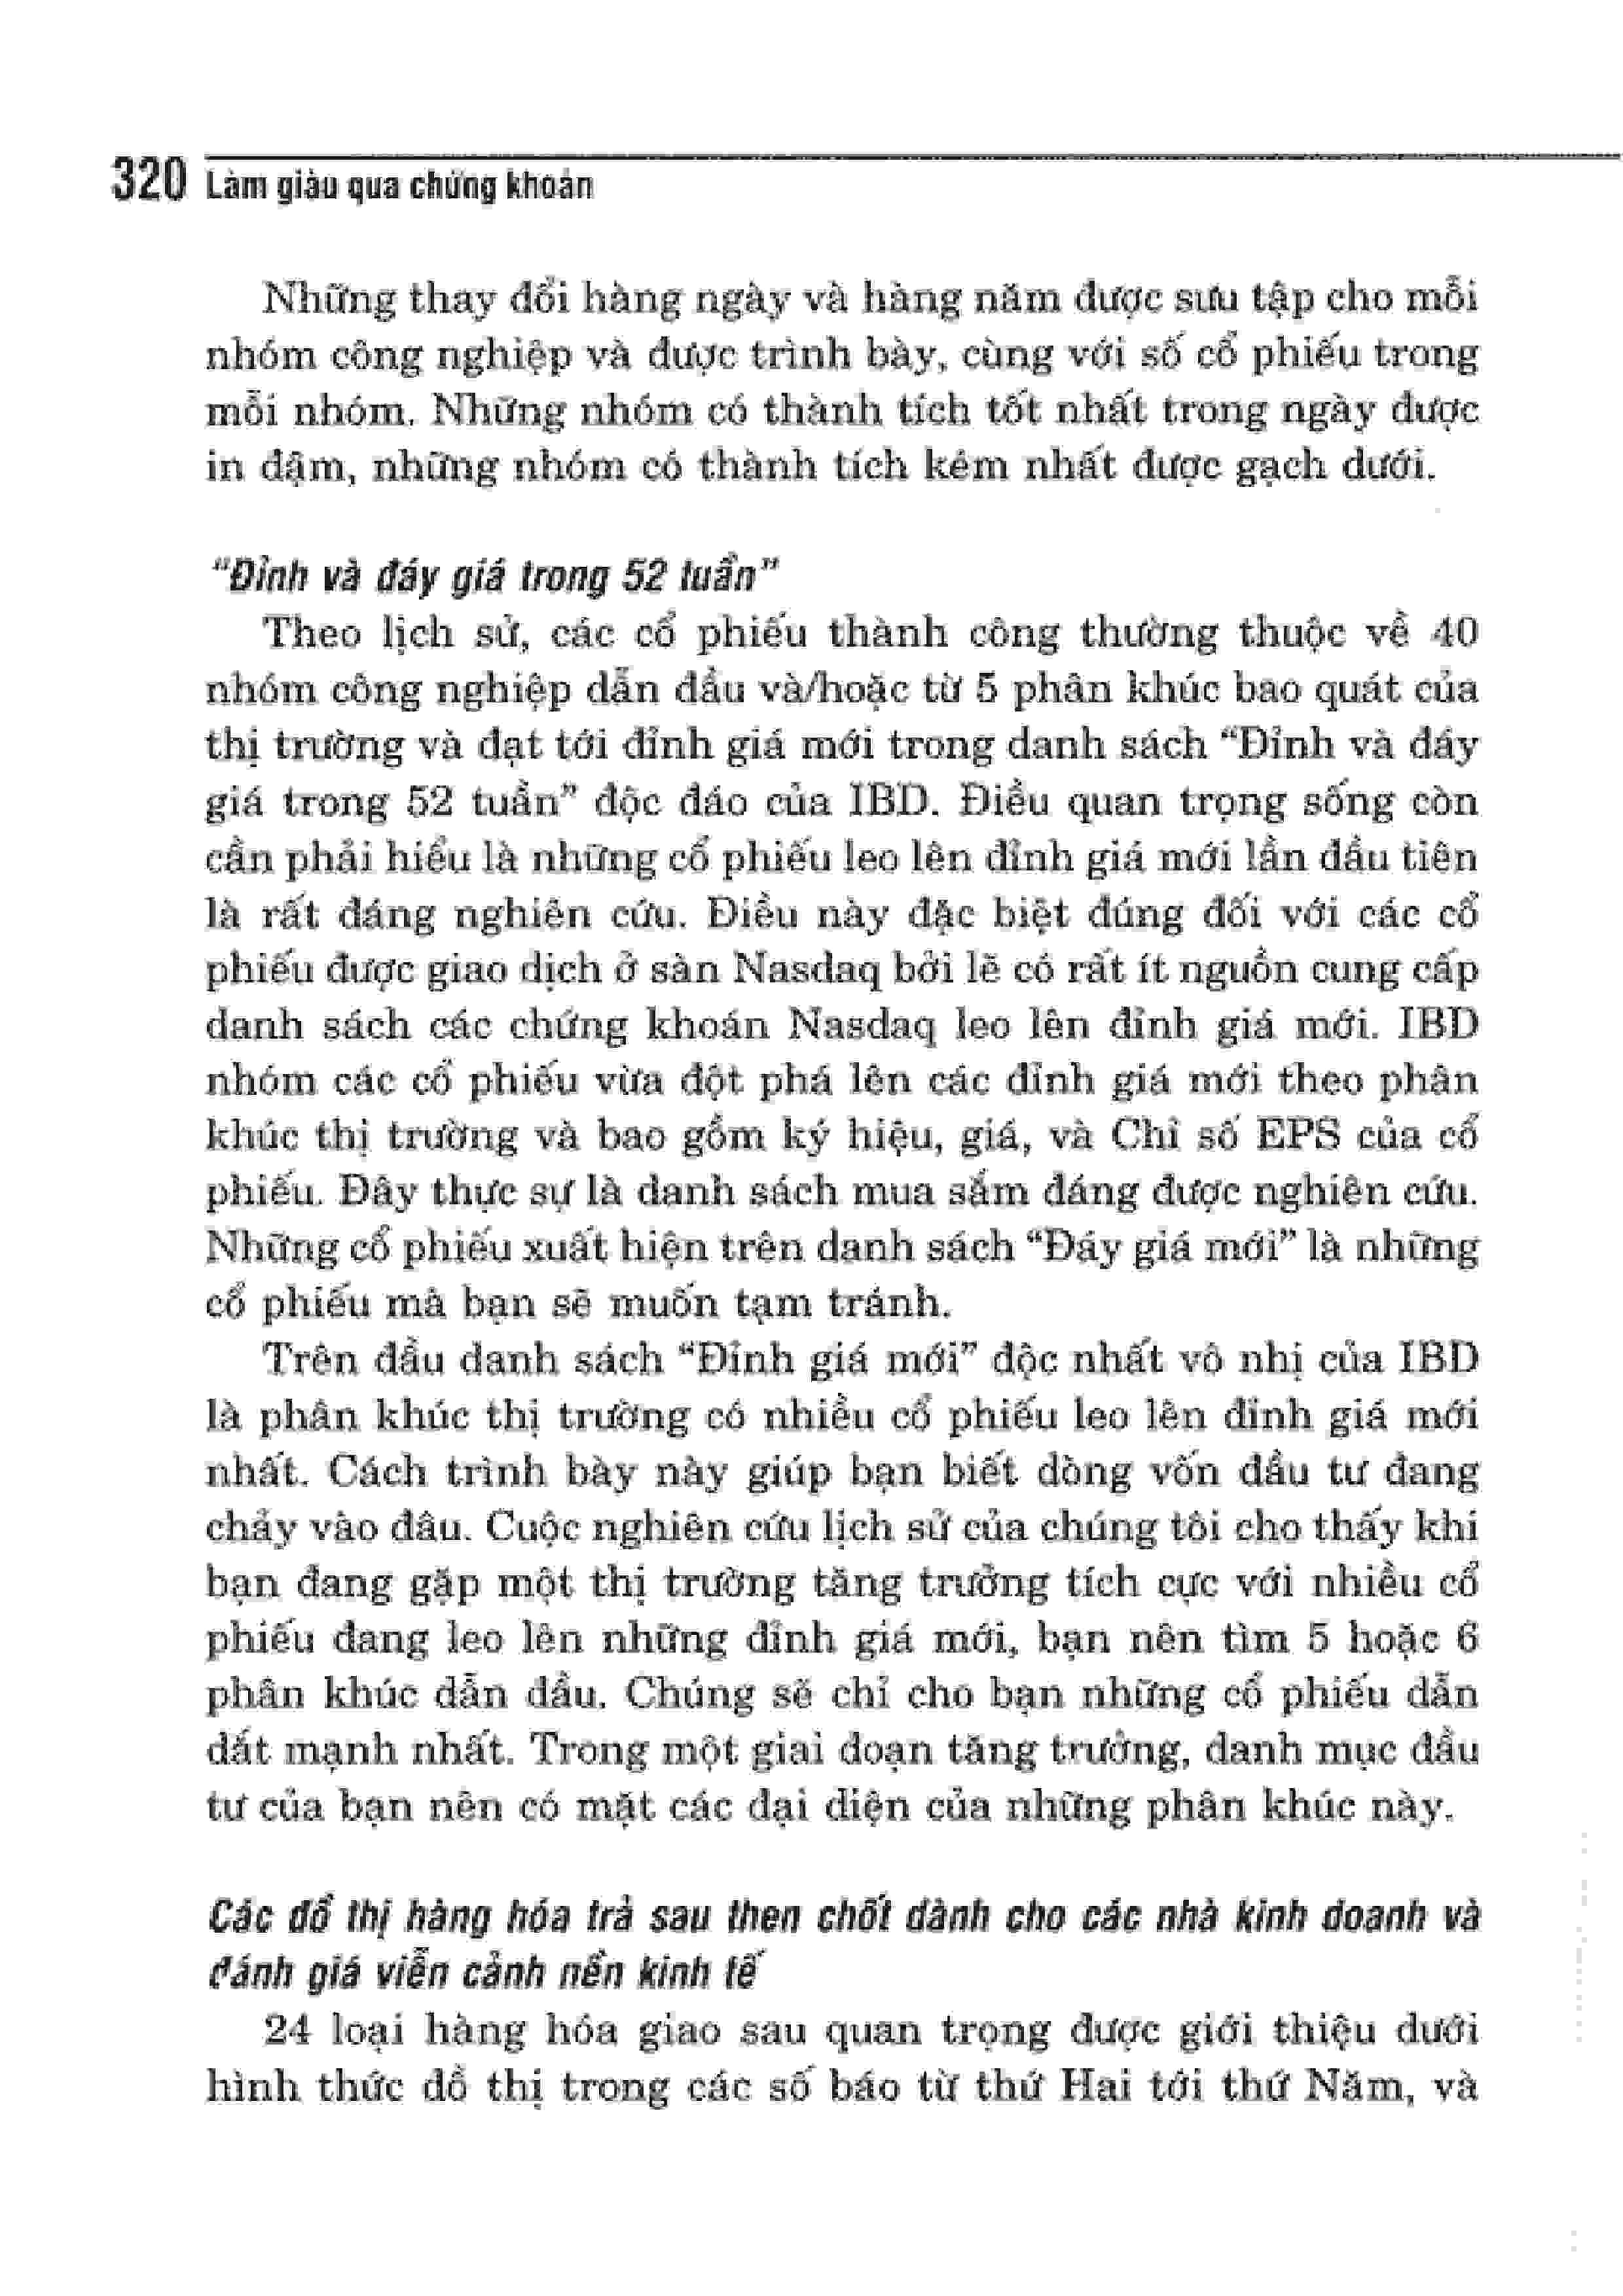 320 Làm giàu qua chứng khoán
Những thay đổi hàng ngày và hàng năm được sưu tập cho mỗi
nhóm công nghiệp và được trình bày, cùng với số cổ phiếu trong
mỗi nhóm. Những nhóm có thành tích tốt nhất trong ngày được
in đậm, những nhóm có thành tích kém nhất được gạch dưới.
“Đỉnh và đáy giá trong 52 tuần”
Theo lịch sử, các cổ phiếu thành công thường thuộc về 40
nhóm công nghiệp dẫn đầu và/hoặc từ 5 phân khúc bao quát của
thị trường và đạt tới đỉnh giá mới trong danh sách “Đỉnh và đáy
giá trong 52 tuần” độc đáo của IBD. Điều quan trọng sống còn
cần phải hiểu là những cổ phiếu leo lên đỉnh giá mới lần đầu tiên
là rất đáng nghiên cứu. Điều này đặc biệt đúng đối với các cổ
phiếu được giao dịch ở sàn Nasdaq bởi lẽ có rất ít nguồn cung cấp
danh sách các chứng khoán Nasdaq leo lên đỉnh giá mới. IBD
nhóm các cổ phiếu vừa đột phá lên các đỉnh giá mới theo phân
khúc thị trường và bao gồm ký hiệu, giá, và Chỉ số EPS của cổ
phiếu. Đây thực sự là danh sách mua sắm đáng được nghiên cứu.
Những cổ phiếu xuất hiện trên danh sách “Đáy giá mới” là những
cổ phiếu mà bạn sẽ muốn tạm tránh.
Trên đầu danh sách “Đỉnh giá mới” độc nhất vô nhị của IBD
là phân khúc thị trường có nhiều cổ phiếu leo lên đỉnh giá mới
nhất. Cách trình bày này giúp bạn biết dòng vốn đầu tư đang
chảy vào đâu. Cuộc nghiên cứu lịch sử của chúng tôi cho thấy khi
bạn đang gặp một thị trường tăng trưởng tích cực với nhiều cổ
phiếu đang leo lên những đỉnh giá mới, bạn nên tìm 5 hoặc 6
phân khúc dẫn đầu. Chúng sẽ chỉ cho bạn những cổ phiếu dẫn
dắt mạnh nhất. Trong một giai đoạn tăng trưởng, danh mục đầu
tư của bạn nên có mặt các đại diện của những phân khúc này.
Các đồ thị hàng hóa trả sau then chốt dành cho các nhà kinh doanh và
đánh giá viễn cảnh nền kinh tế
24 loại hàng hóa giao sau quan trọng được giới thiệu dưới
hình thức đồ thị trong các số báo từ thứ Hai tới thứ Năm, và